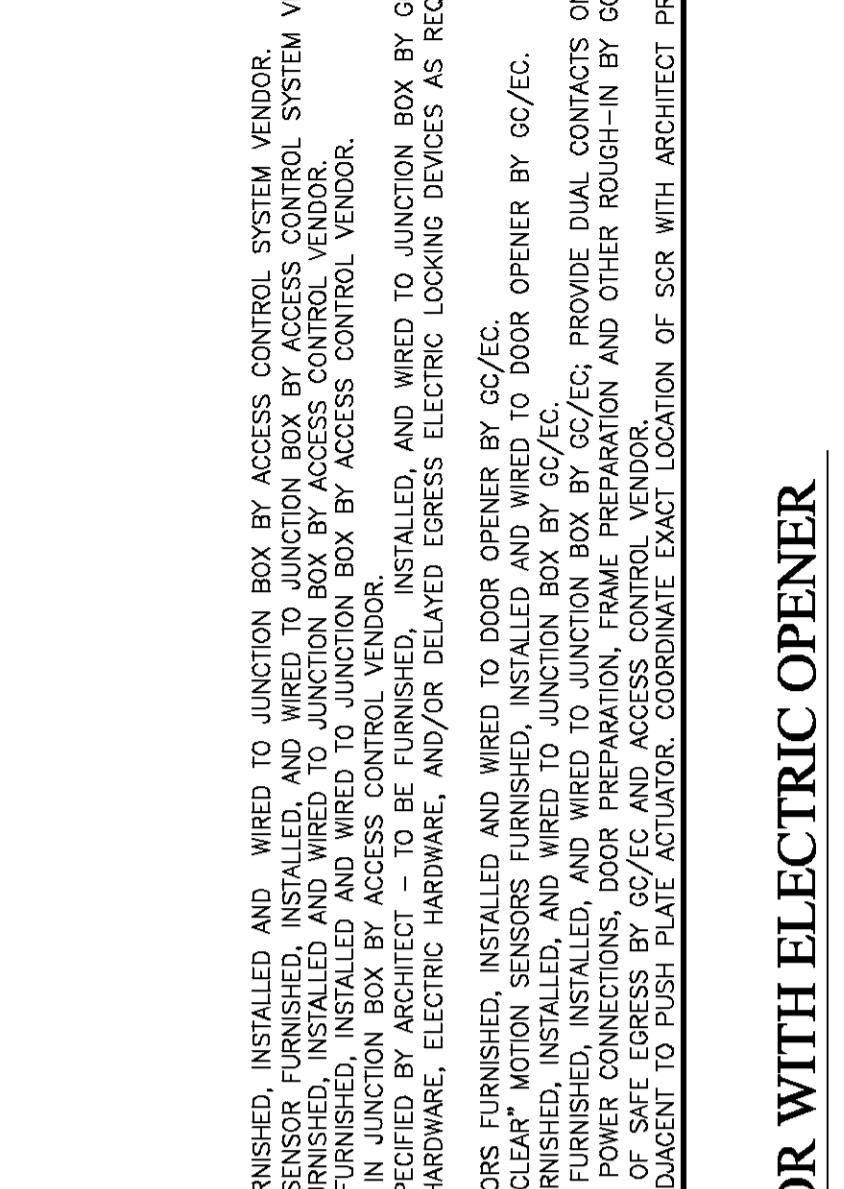 RNISHED, INSTALLED AND WIRED TO JUNCTION BOX BY ACCESS CONTROL SYSTEM VENDOR.
SENSOR FURNISHED, INSTALLED, AND WIRED TO JUNCTION BOX BY ACCESS CONTROL SYSTEM V
URNISHED, INSTALLED AND WIRED TO JUNCTION BOX BY ACCESS CONTROL VENDOR.
FURNISHED, INSTALLED AND WIRED TO JUNCTION BOX BY ACCESS CONTROL VENDOR.
IN JUNCTION BOX BY ACCESS CONTROL VENDOR.
PECIFIED BY ARCHITECT – TO BE FURNISHED, INSTALLED, AND WIRED TO JUNCTION BOX BY G
HARDWARE, ELECTRIC HARDWARE, AND/OR DELAYED EGRESS ELECTRIC LOCKING DEVICES AS REQ
ORS FURNISHED, INSTALLED AND WIRED TO DOOR OPENER BY GC/EC.
CLEAR" MOTION SENSORS FURNISHED, INSTALLED AND WIRED TO DOOR OPENER BY GC/EC.
RNISHED, INSTALLED, AND WIRED TO JUNCTION BOX BY GC/EC.
FURNISHED, INSTALLED, AND WIRED TO JUNCTION BOX BY GC/EC; PROVIDE DUAL CONTACTS ON
POWER CONNECTIONS, DOOR PREPARATION, FRAME PREPARATION AND OTHER ROUGH–IN BY GC
OF SAFE EGRESS BY GC/EC AND ACCESS CONTROL VENDOR.
DJACENT TO PUSH PLATE ACTUATOR. COORDINATE EXACT LOCATION OF SCR WITH ARCHITECT PR
OR WITH ELECTRIC OPENER